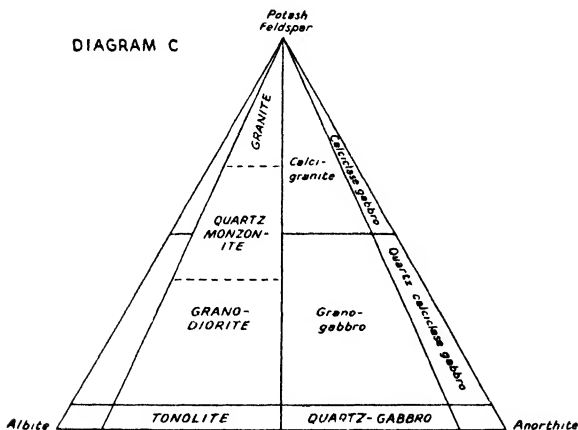 Potash
Feldspar
DIAGRAM C
GRANITE
Calci-
granite
Calciclase gabbro
QUARTZ
MONZON-
ITE
Quartz calciclase gabbro
GRANO-
DIORITE
Grano-
gabbro
Albite
TONOLITE
QUARTZ-GABBRO
Anorthite